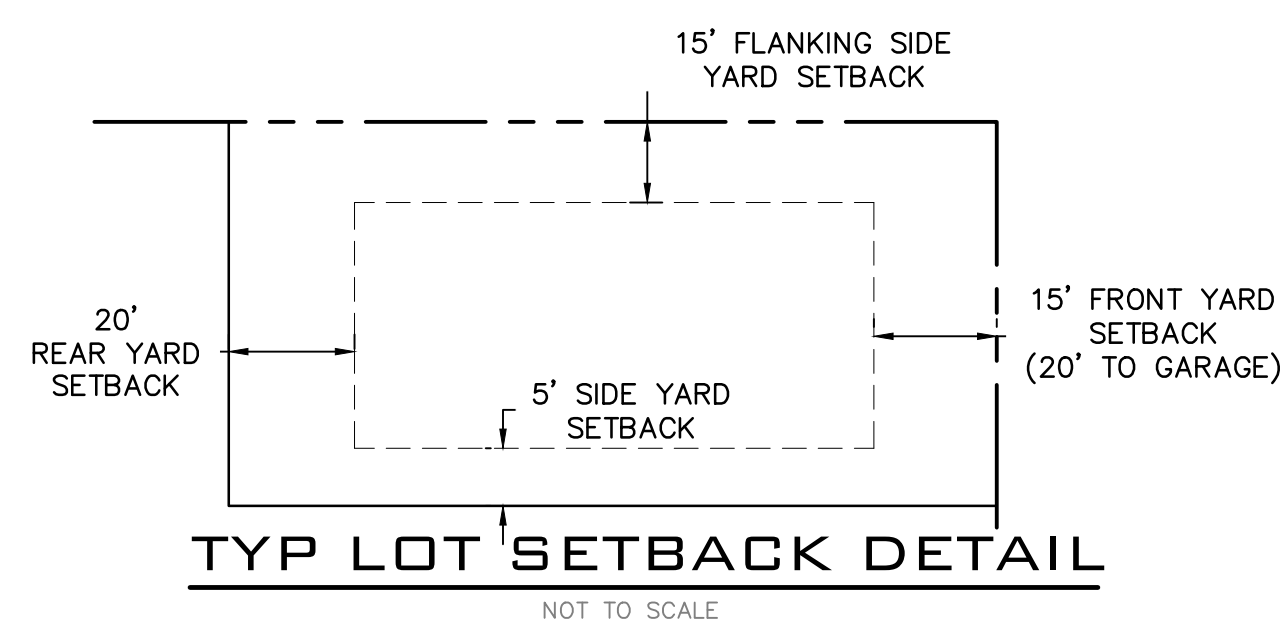 15' FLANKING SIDE
YARD SETBACK
20'
REAR YARD
SETBACK
15' FRONT YARD
SETBACK
(20' TO GARAGE)
5' SIDE YARD
SETBACK
TYP LOT SETBACK DETAIL
NOT TO SCALE